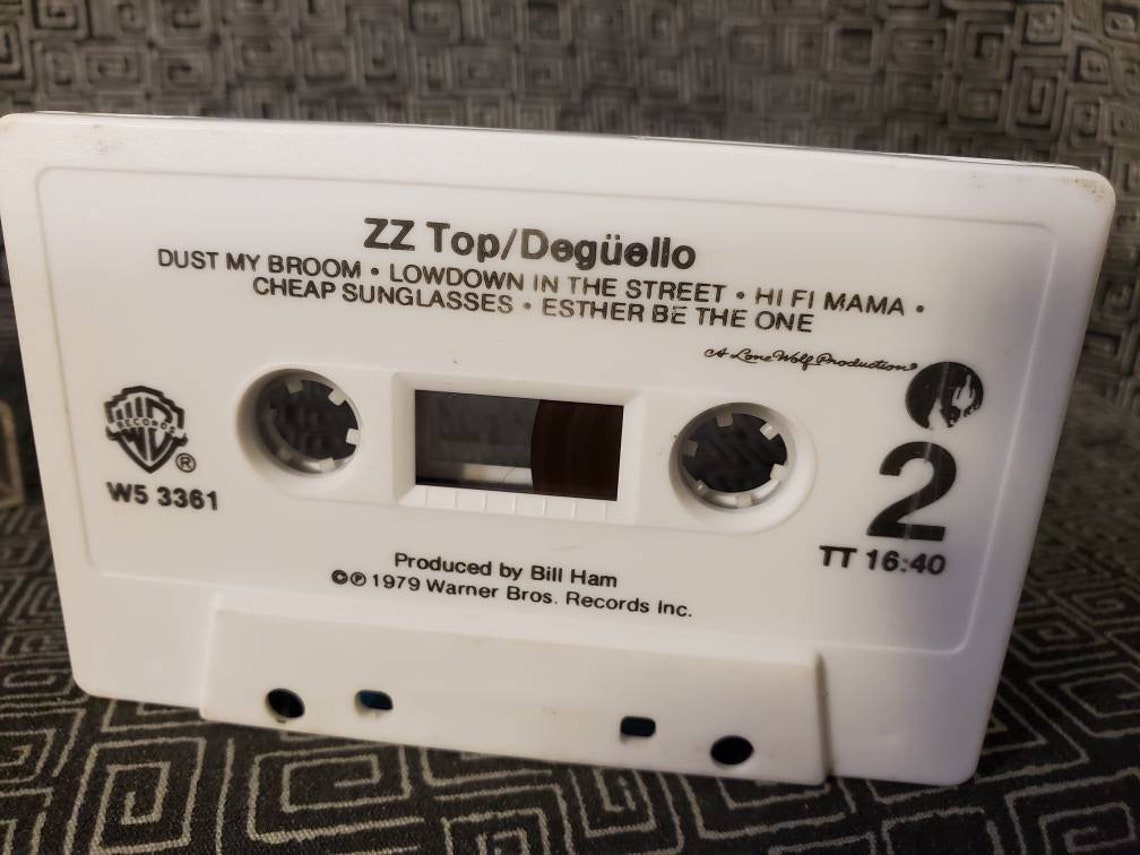 ZZ Top/Degüello
DUST MY BROOM • LOWDOWN IN THE STREET • HI FI MAMA •
CHEAP SUNGLASSES • ESTHER BE THE ONE
A Lone Wolf Production
W RECORDS ®
W5 3361
2
TT 16:40
Produced by Bill Ham
©℗ 1979 Warner Bros. Records Inc.